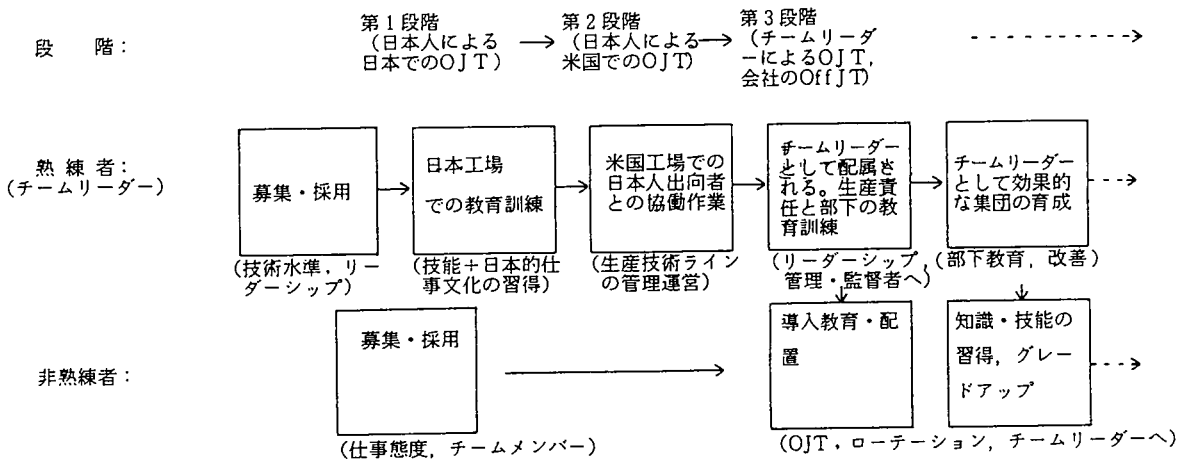 段　階：
第1段階
（日本人による
日本でのOJT）
第2段階
（日本人による
米国でのOJT）
第3段階
（チームリーダ
ーによるOJT，
会社のOffJT）
熟練者：
（チームリーダー）
募集・採用
（技術水準，リー
ダーシップ）
日本工場
での教育訓練
（技能＋日本的仕
事文化の習得）
米国工場での
日本人出向者
との協働作業
（生産技術ライン
の管理運営）
チームリーダー
として配属さ
れる。生産責
任と部下の教
育訓練
（リーダーシップ，
管理・監督者へ）
チームリーダー
として効果的
な集団の育成
（部下教育，改善）
非熟練者：
募集・採用
（仕事態度，チームメンバー）
導入教育・配
置
知識・技能の
習得，グレー
ドアップ
（OJT，ローテーション，チームリーダーへ）